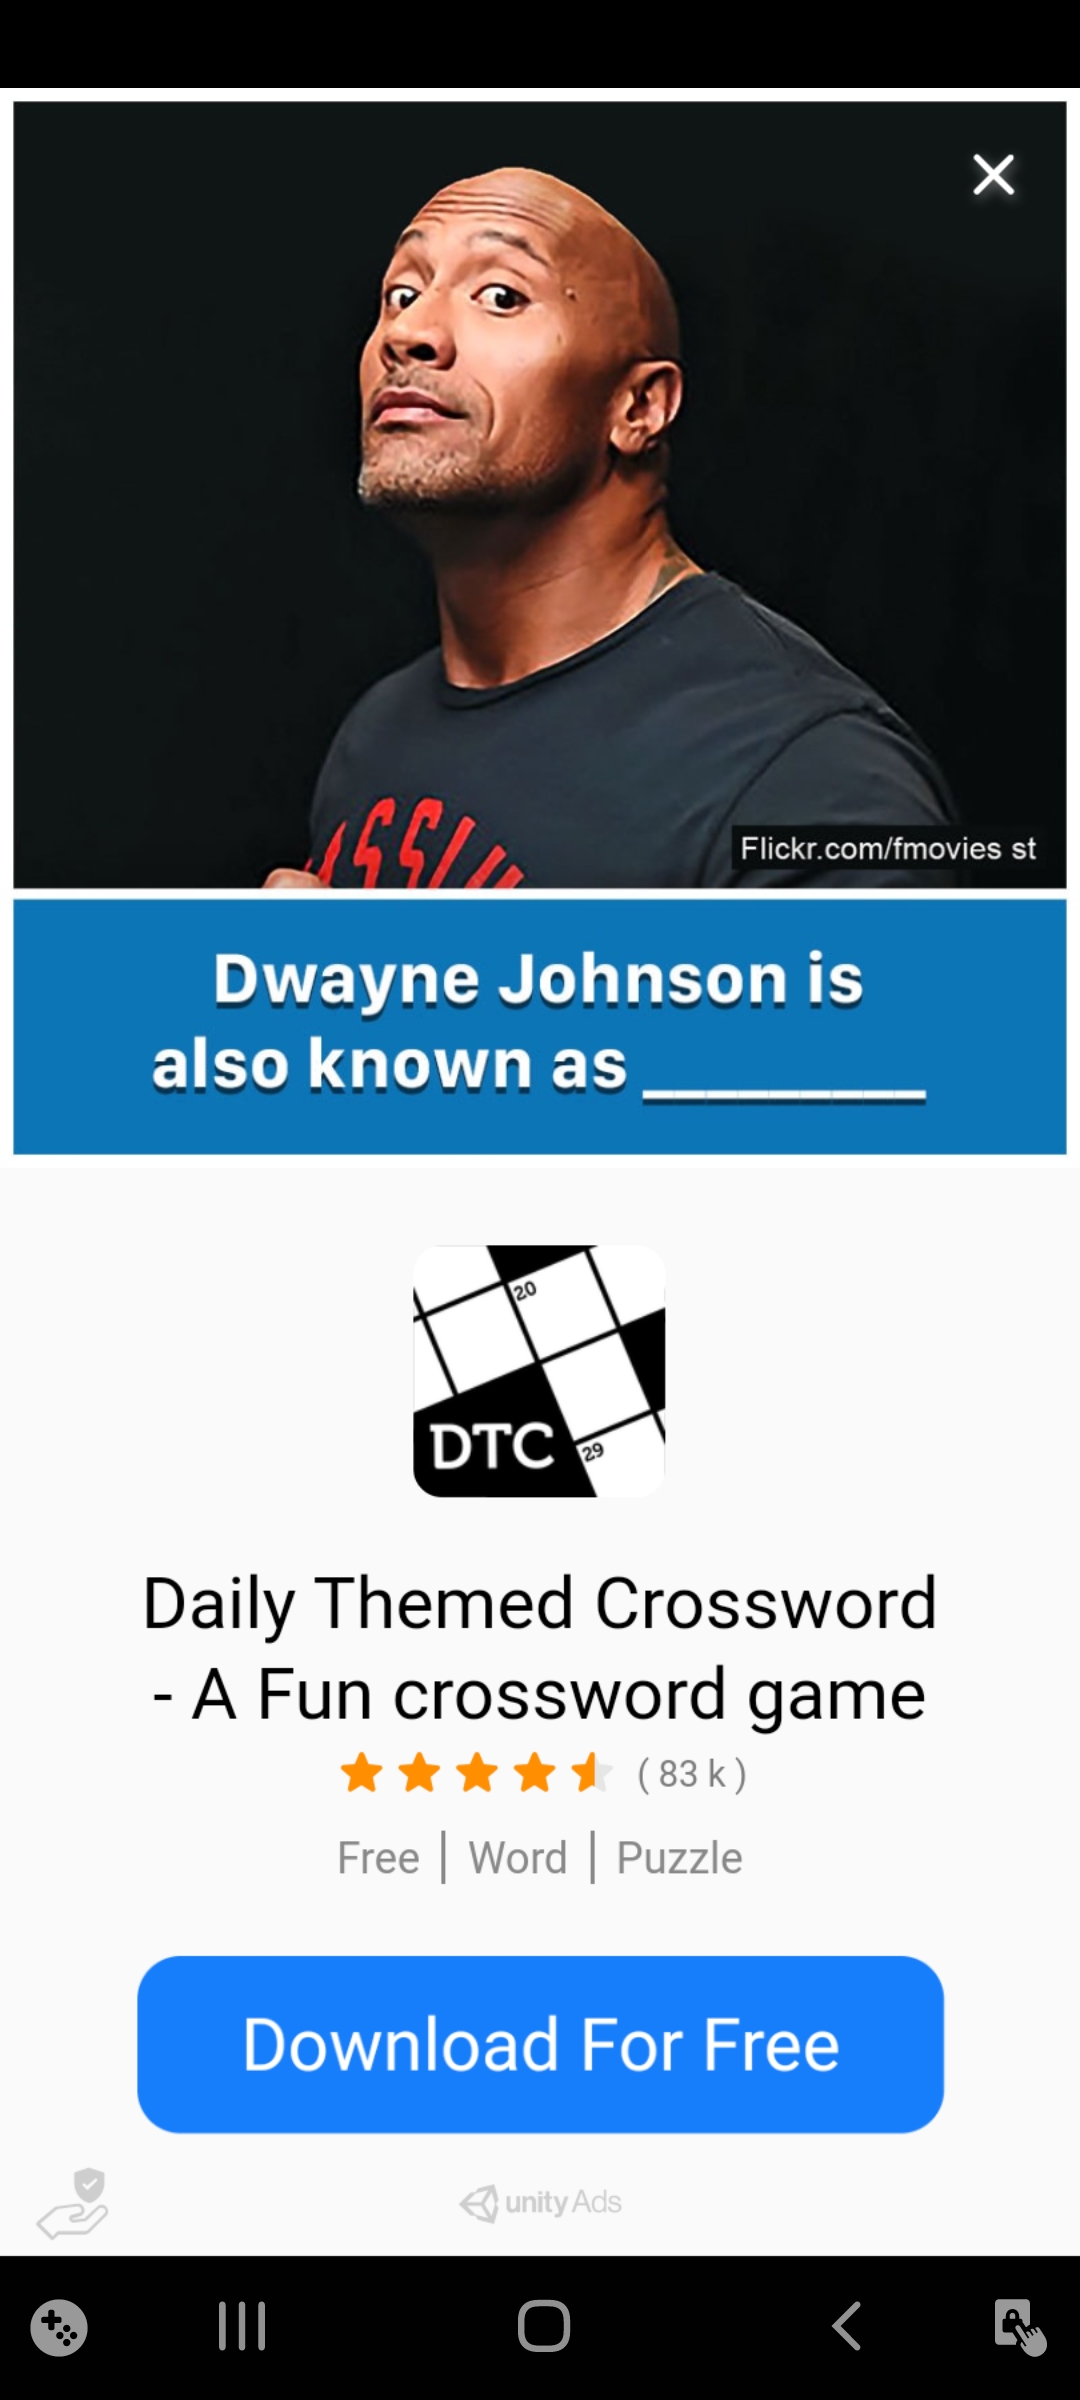 Flickr.com/fmovies st
Dwayne Johnson is
also known as _________
20
DTC
29
Daily Themed Crossword
- A Fun crossword game
( 83 k )
Free | Word | Puzzle
Download For Free
unity Ads